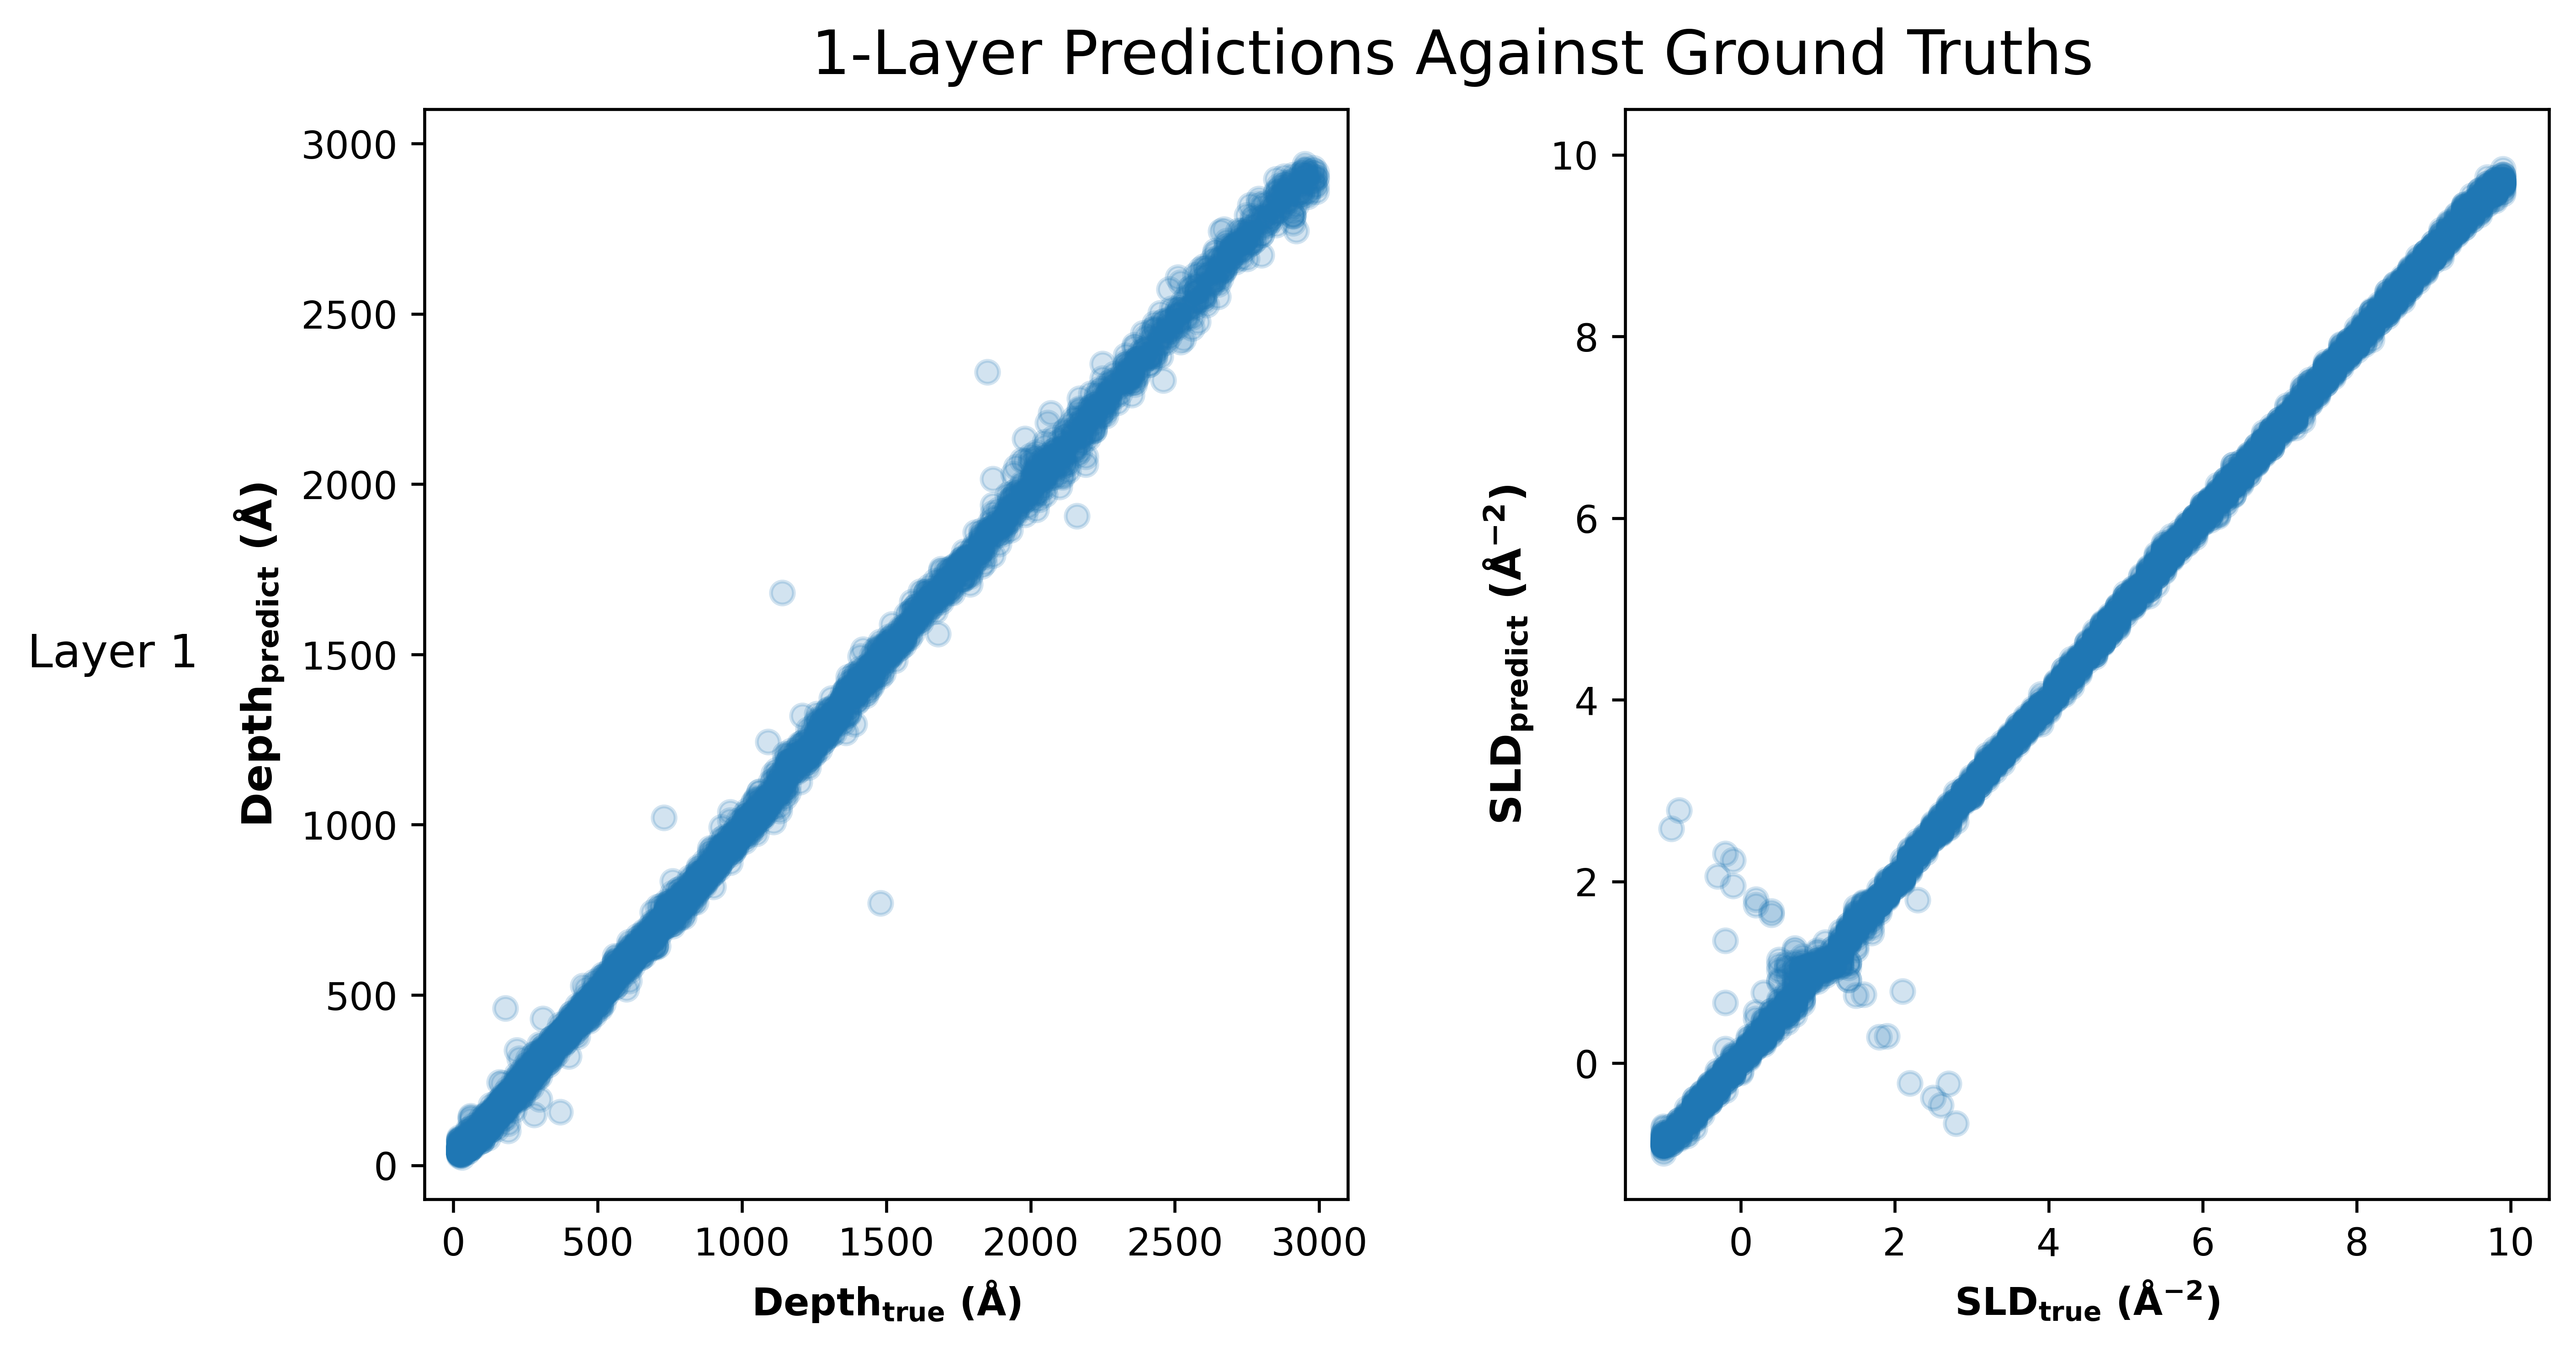 1-Layer Predictions Against Ground Truths
Layer 1
Depth_predict (Å)
3000
2500
2000
1500
1000
500
0
0 500 1000 1500 2000 2500 3000
Depth_true (Å)
SLD_predict (Å⁻²)
10
8
6
4
2
0
0 2 4 6 8 10
SLD_true (Å⁻²)